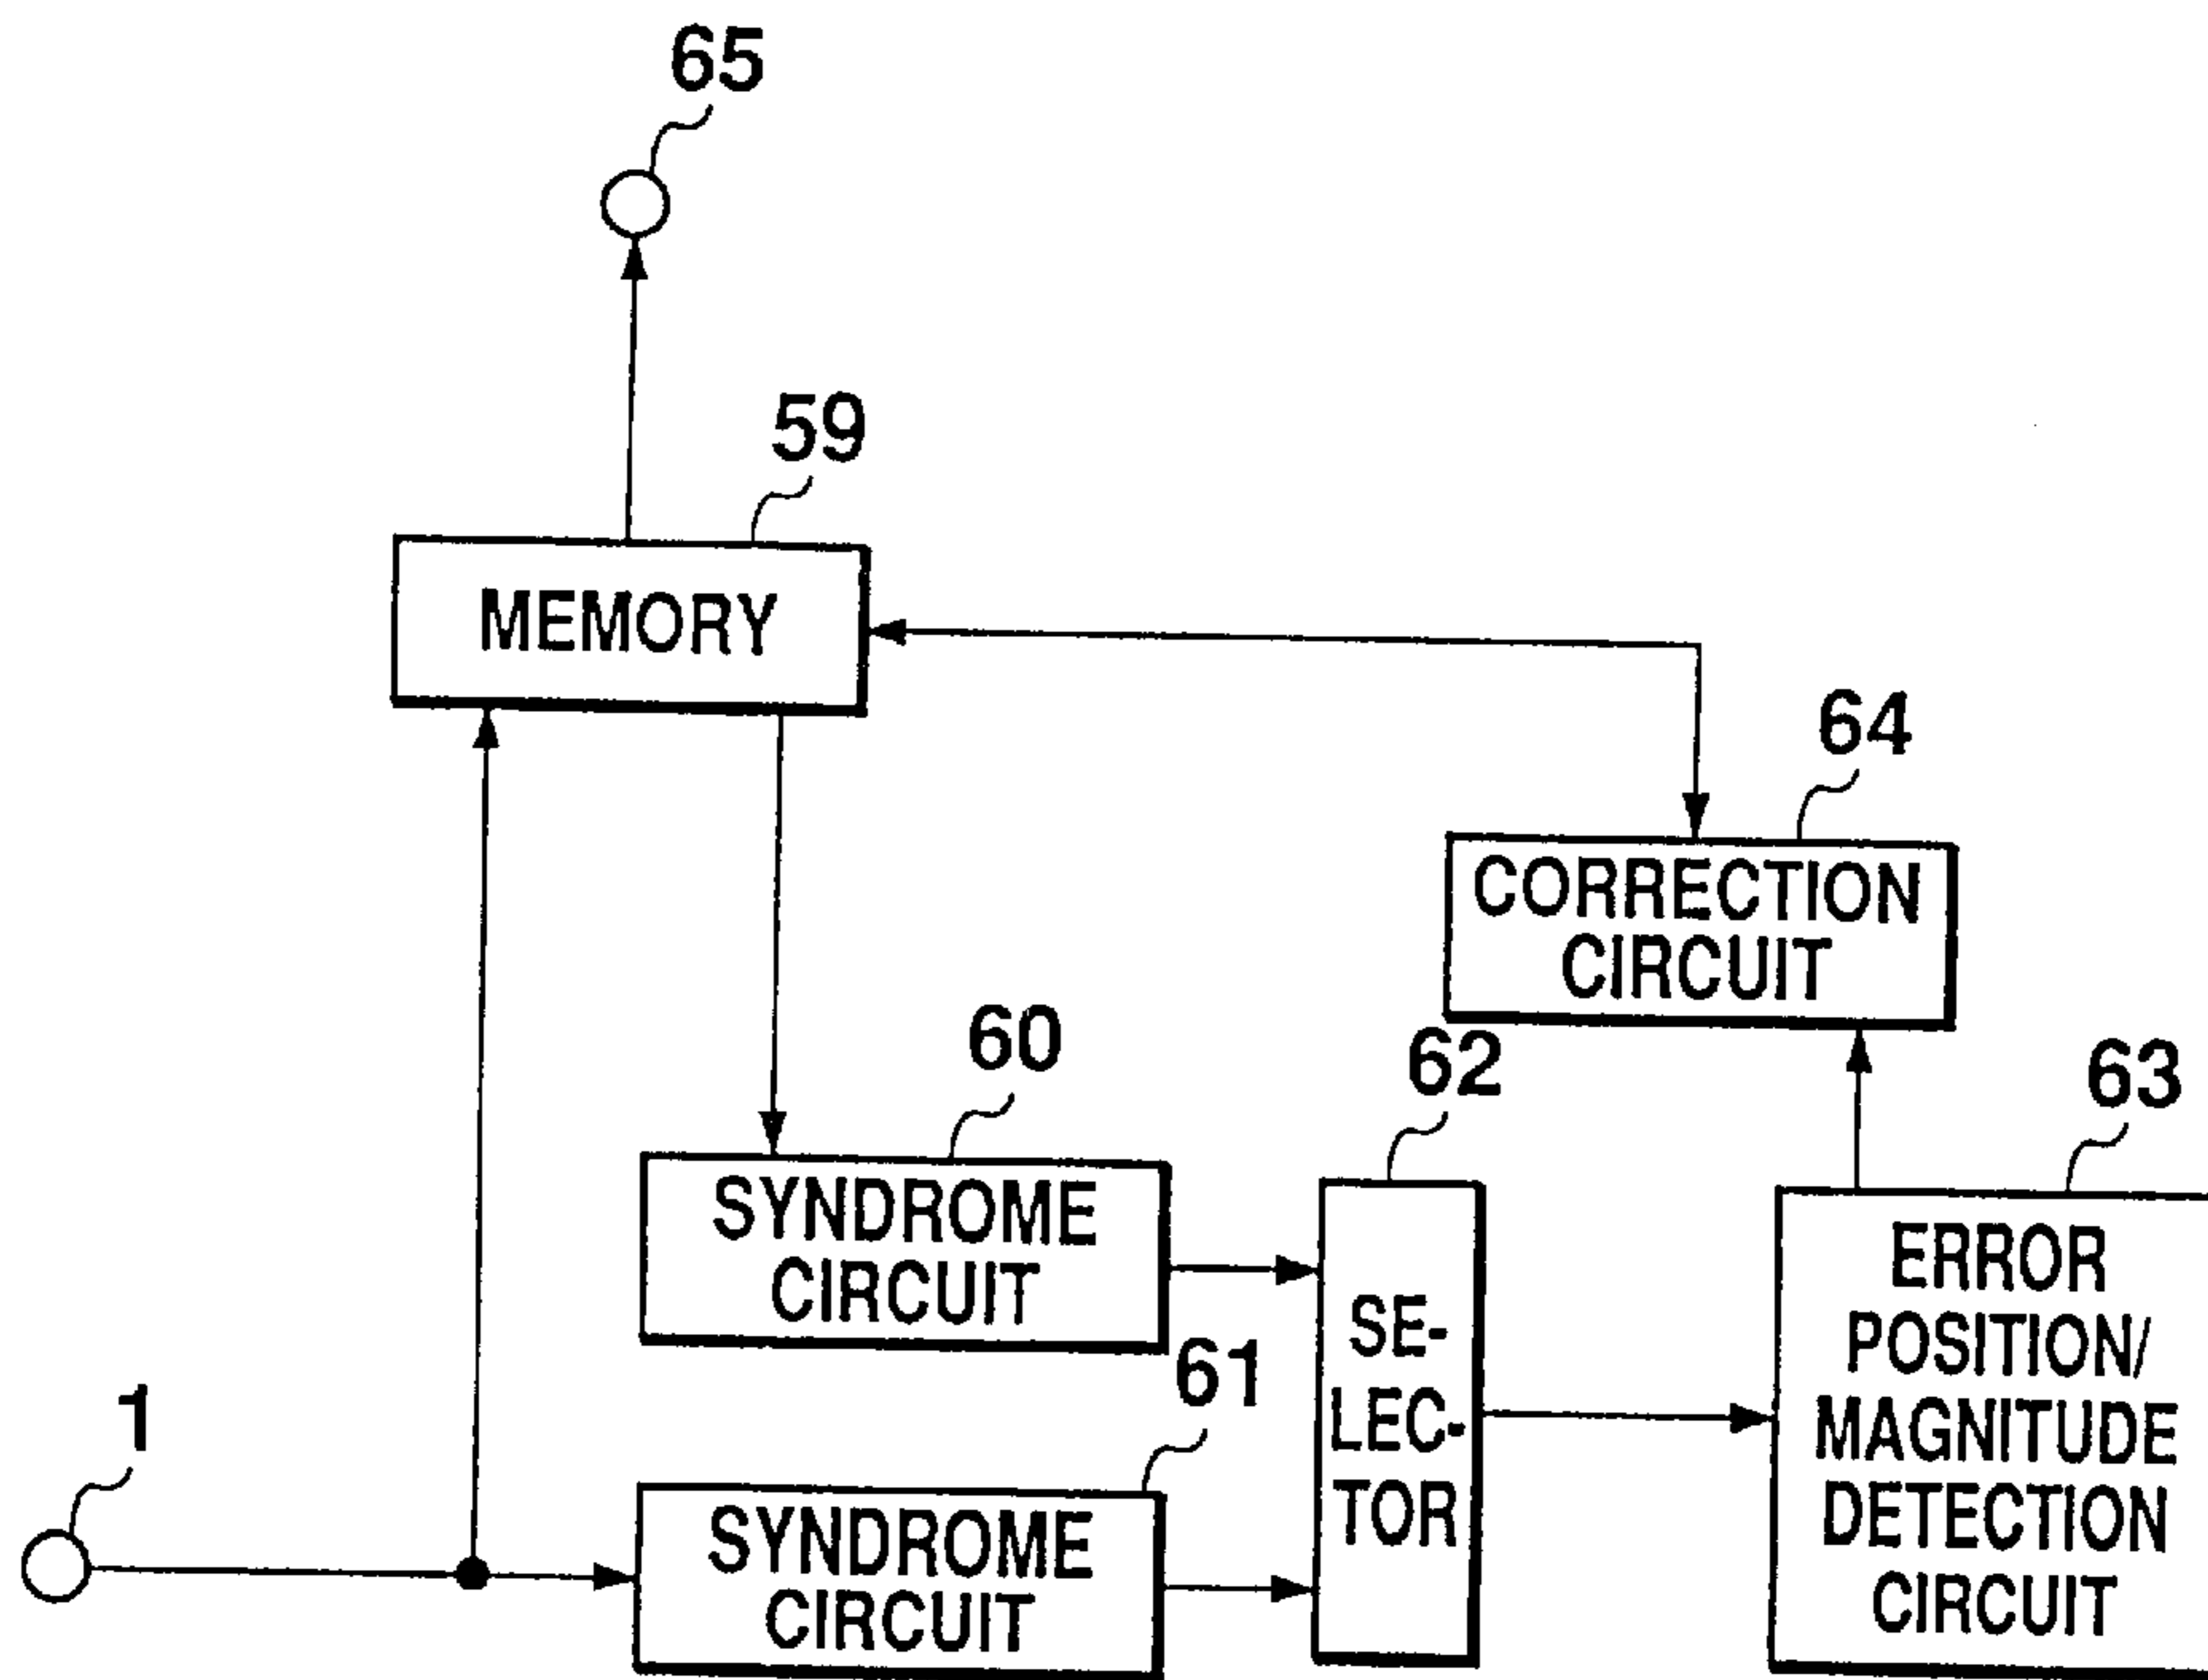 65
59
MEMORY
64
CORRECTION
CIRCUIT
60
62
63
SYNDROME
CIRCUIT
SE-
LEC-
TOR
ERROR
POSITION/
MAGNITUDE
DETECTION
CIRCUIT
61
1
SYNDROME
CIRCUIT